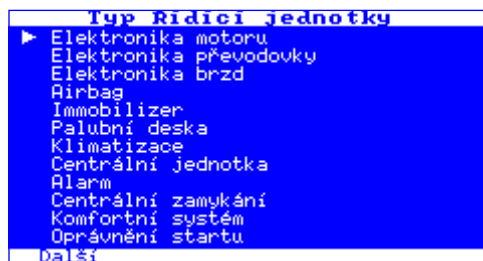 Typ Řídící jednotky
Elektronika motoru
Elektronika převodovky
Elektronika brzd
Airbag
Immobilizer
Palubní deska
Klimatizace
Centrální jednotka
Alarm
Centrální zamykání
Komfortní systém
Oprávnění startu
Další